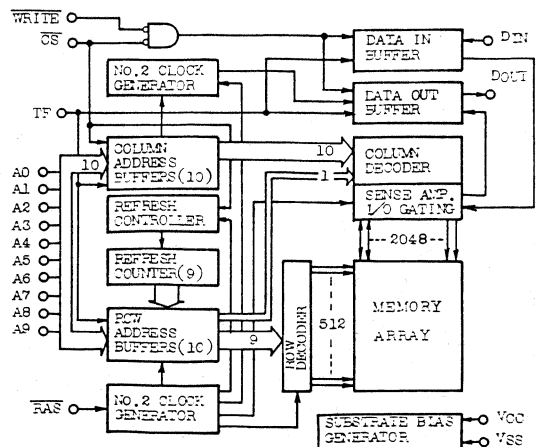 WRITE
CS
DATA IN
BUFFER
DIN
NO.2 CLOCK
GENERATOR
DOUT
DATA OUT
BUFFER
TF
COLUMN
ADDRESS
BUFFERS(10)
10
10
COLUMN
DECODER
1
A0
A1
A2
A3
A4
A5
A6
A7
A8
A9
REFRESH
CONTROLLER
SENSE AMP.
I/O GATING
2048
REFRESH
COUNTER(9)
ROW
ADDRESS
BUFFERS(10)
9
ROW DECODER
512
MEMORY
ARRAY
RAS
NO.2 CLOCK
GENERATOR
SUBSTRATE BIAS
GENERATOR
VCC
VSS